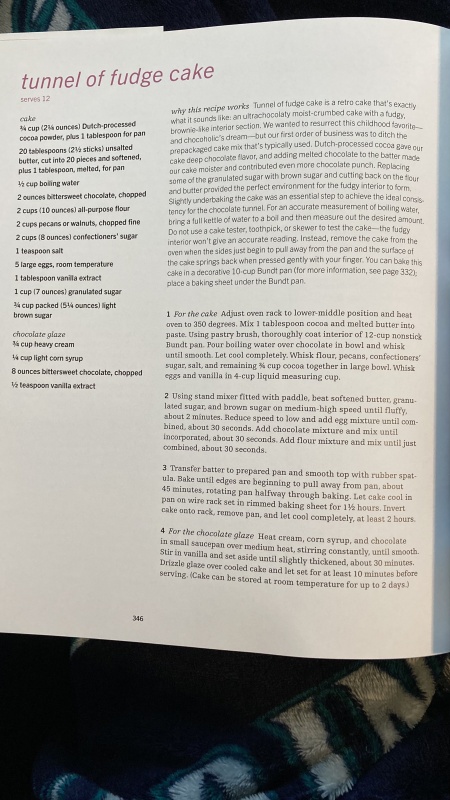 tunnel of fudge cake
serves 12
cake
¾ cup (2¼ ounces) Dutch-processed
cocoa powder, plus 1 tablespoon for pan
20 tablespoons (2½ sticks) unsalted
butter, cut into 20 pieces and softened,
plus 1 tablespoon, melted, for pan
½ cup boiling water
2 ounces bittersweet chocolate, chopped
2 cups (10 ounces) all-purpose flour
2 cups pecans or walnuts, chopped fine
2 cups (8 ounces) confectioners' sugar
1 teaspoon salt
5 large eggs, room temperature
1 tablespoon vanilla extract
1 cup (7 ounces) granulated sugar
¾ cup packed (5¼ ounces) light
brown sugar
chocolate glaze
¾ cup heavy cream
¼ cup light corn syrup
8 ounces bittersweet chocolate, chopped
½ teaspoon vanilla extract
why this recipe works Tunnel of fudge cake is a retro cake that's exactly
what it sounds like: an ultrachocolaty moist-crumbed cake with a fudgy,
brownie-like interior section. We wanted to resurrect this childhood favorite—
and chocoholic's dream—but our first order of business was to ditch the
prepackaged cake mix that's typically used. Dutch-processed cocoa gave our
cake deep chocolate flavor, and adding melted chocolate to the batter made
our cake moister and contributed even more chocolate punch. Replacing
some of the granulated sugar with brown sugar and cutting back on the flour
and butter provided the perfect environment for the fudgy interior to form.
Slightly underbaking the cake was an essential step to achieve the ideal consis-
tency for the chocolate tunnel. For an accurate measurement of boiling water,
bring a full kettle of water to a boil and then measure out the desired amount.
Do not use a cake tester, toothpick, or skewer to test the cake—the fudgy
interior won't give an accurate reading. Instead, remove the cake from the
oven when the sides just begin to pull away from the pan and the surface of
the cake springs back when pressed gently with your finger. You can bake this
cake in a decorative 10-cup Bundt pan (for more information, see page 332);
place a baking sheet under the Bundt pan.
1 For the cake Adjust oven rack to lower-middle position and heat
oven to 350 degrees. Mix 1 tablespoon cocoa and melted butter into
paste. Using pastry brush, thoroughly coat interior of 12-cup nonstick
Bundt pan. Pour boiling water over chocolate in bowl and whisk
until smooth. Let cool completely. Whisk flour, pecans, confectioners'
sugar, salt, and remaining ¾ cup cocoa together in large bowl. Whisk
eggs and vanilla in 4-cup liquid measuring cup.
2 Using stand mixer fitted with paddle, beat softened butter, granu-
lated sugar, and brown sugar on medium-high speed until fluffy,
about 2 minutes. Reduce speed to low and add egg mixture until com-
bined, about 30 seconds. Add chocolate mixture and mix until
incorporated, about 30 seconds. Add flour mixture and mix until just
combined, about 30 seconds.
3 Transfer batter to prepared pan and smooth top with rubber spat-
ula. Bake until edges are beginning to pull away from pan, about
45 minutes, rotating pan halfway through baking. Let cake cool in
pan on wire rack set in rimmed baking sheet for 1½ hours. Invert
cake onto rack, remove pan, and let cool completely, at least 2 hours.
4 For the chocolate glaze Heat cream, corn syrup, and chocolate
in small saucepan over medium heat, stirring constantly, until smooth.
Stir in vanilla and set aside until slightly thickened, about 30 minutes.
Drizzle glaze over cooled cake and let set for at least 10 minutes before
serving. (Cake can be stored at room temperature for up to 2 days.)
346